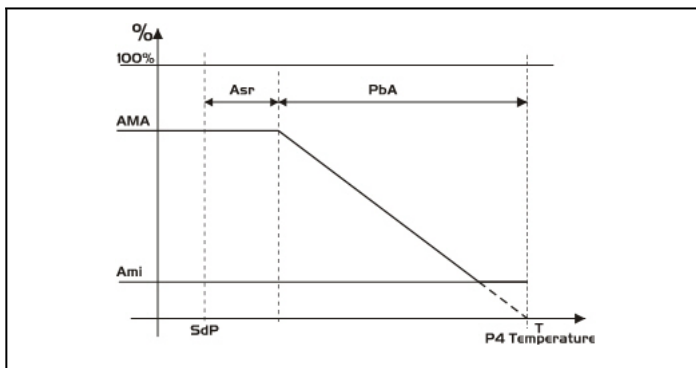 %
100%
Asr PbA
AMA
Ami
SdP
T
P4 Temperature